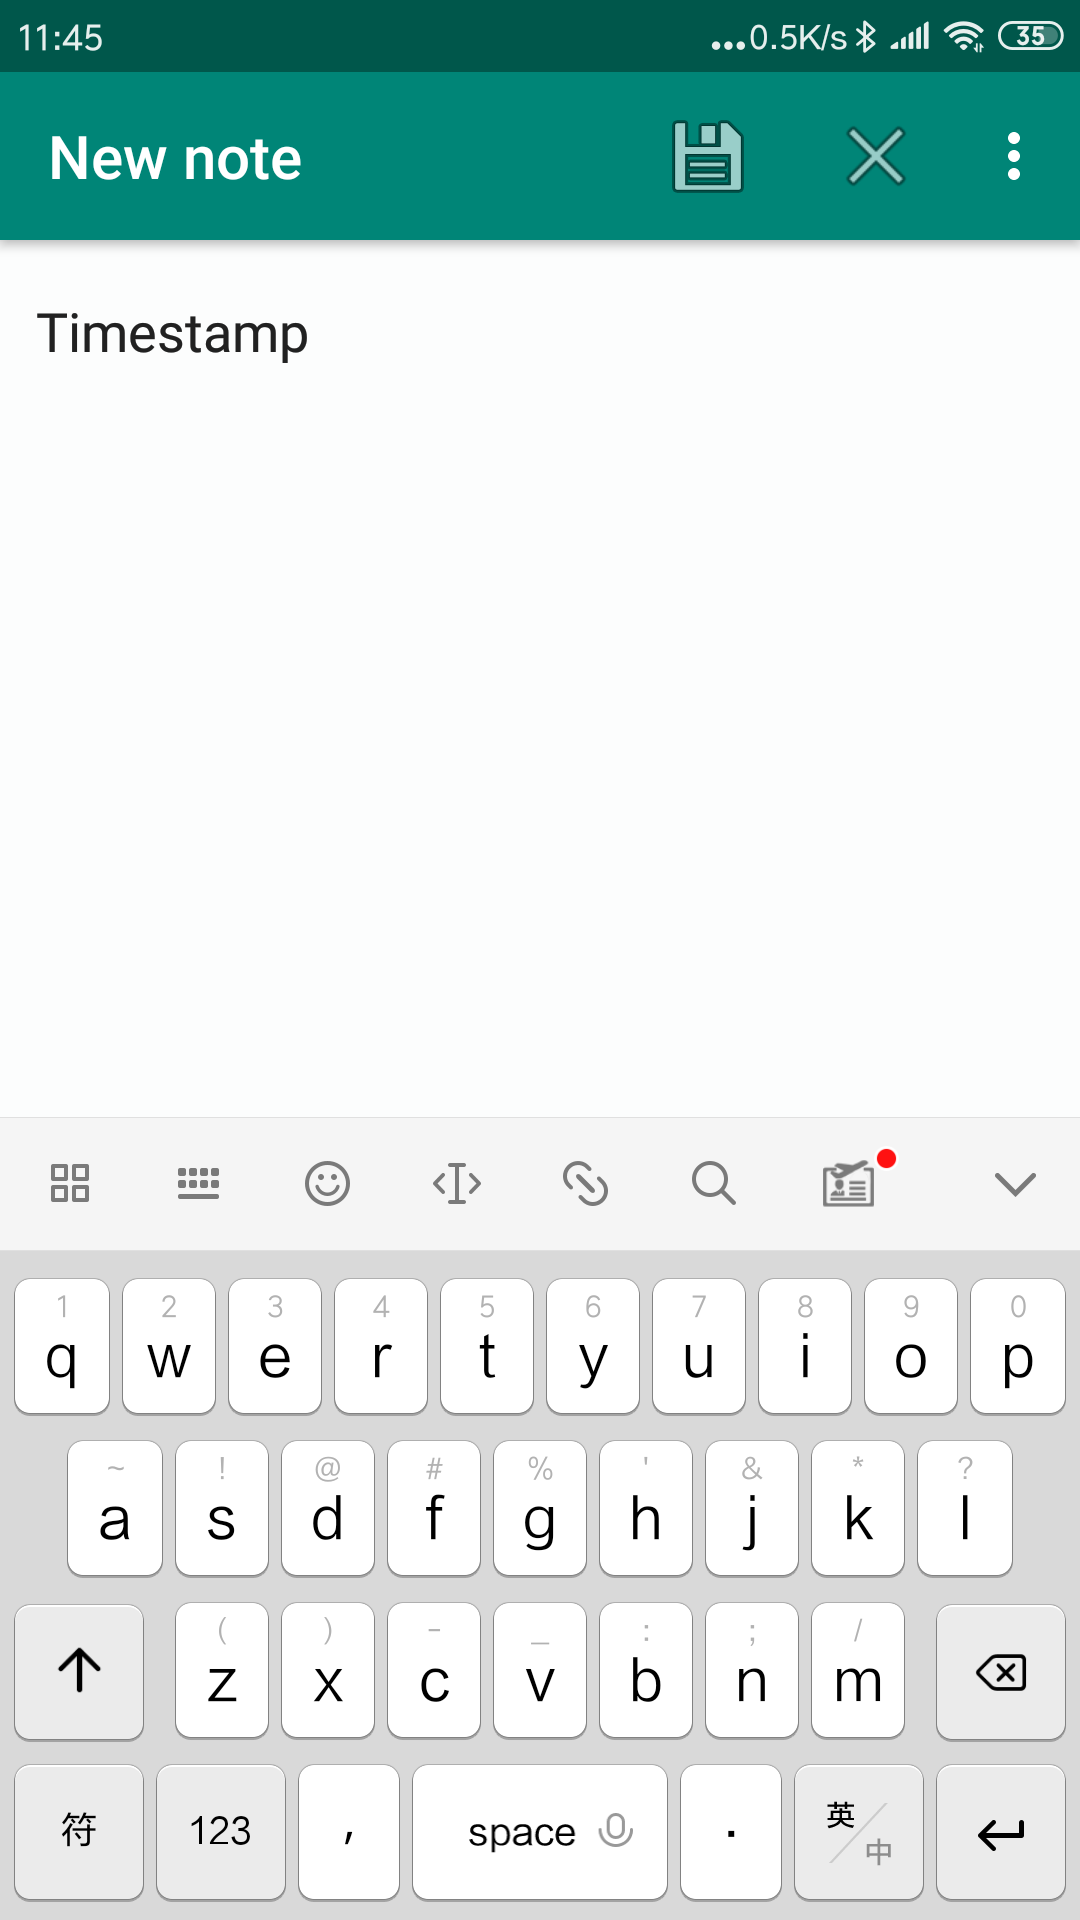 11:45 ...0.5K/s 35
New note
Timestamp
1 2 3 4 5 6 7 8 9 0
q w e r t y u i o p
~ ! @ # % ' & * ?
a s d f g h j k l
( ) - _ : ; /
z x c v b n m
符 123 , space . 英/中